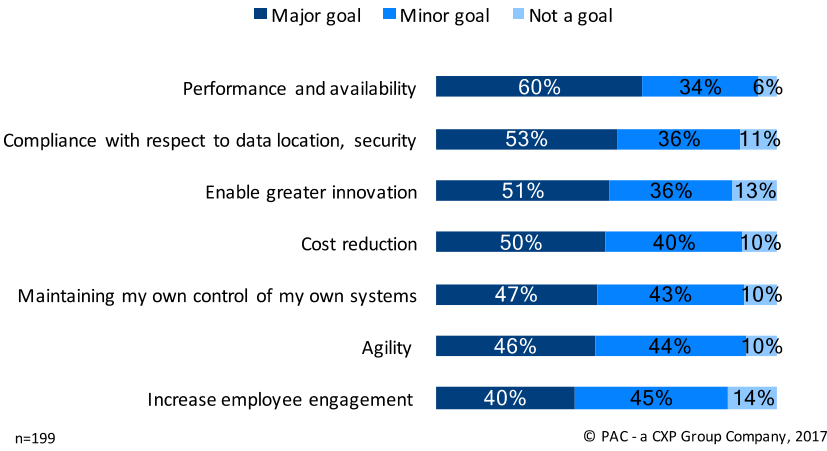 Major goal Minor goal Not a goal
Performance and availability 60% 34% 6%
Compliance with respect to data location, security 53% 36% 11%
Enable greater innovation 51% 36% 13%
Cost reduction 50% 40% 10%
Maintaining my own control of my own systems 47% 43% 10%
Agility 46% 44% 10%
Increase employee engagement 40% 45% 14%
n=199 © PAC - a CXP Group Company, 2017